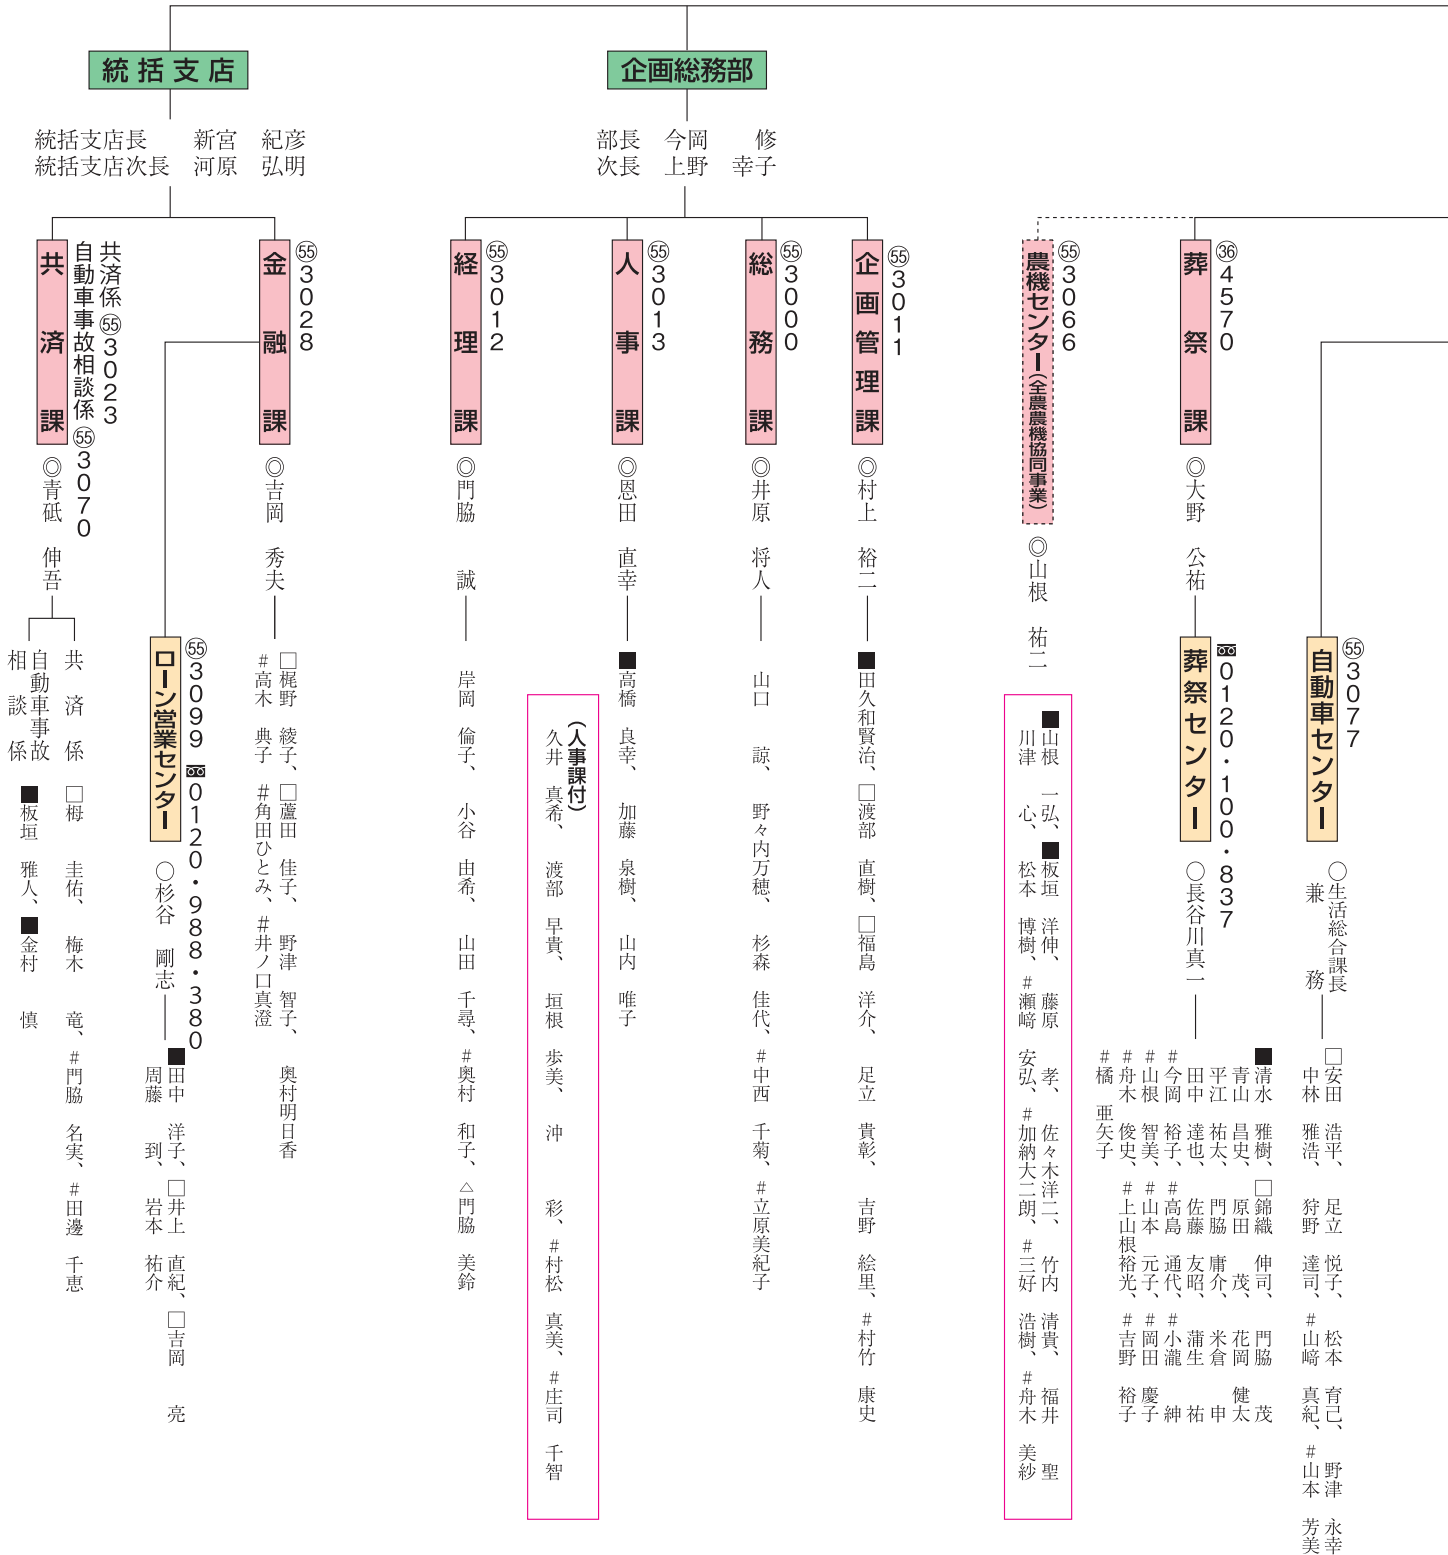 自動車センター
㊺3077
○生活総合課長
兼務
□安田 浩平、 足立 悦子、 松本 育己、 野津 永幸
中林 雅浩、 狩野 達司、 #山﨑 真紀、 #山本 芳美
葬祭課
㊱4570
◎大野 公祐
葬祭センター
0120・100・837
○長谷川真一
■清水 雅樹、 □錦織 伸司、 門脇 茂
青山 昌史、 原田 茂、 花岡 健太
平江 祐太、 門脇 庸介、 米倉 申
田中 達也、 佐藤 友昭、 蒲生 祐
#今岡 裕子、 #高島 通代、 #小瀧 紳
#山根 智美、 #山本 元子、 #岡田 慶子
#舟木 俊史、 #上山根裕光、 #吉野 裕子
#橘 亜矢子
農機センター(全農農機協同事業)
55 3066
◎山根 祐二
■山根 一弘、 ■板垣 洋伸、 藤原 孝、 佐々木洋二、 竹内 清貴、 福井 聖
川津 心、 松本 博樹、 #瀬﨑 安弘、 #加納大二朗、 #三好 浩樹、 #舟木 美紗
企画総務部
部長 今岡 修
次長 上野 幸子
企画管理課
55 3011
◎村上 裕二
■田久和賢治、 □渡部 直樹、 □福島 洋介、 足立 貴彰、 吉野 絵里、 #村竹 康史
総務課
55 3000
◎井原 将人
山口 諒、 野々内万穂、 杉森 佳代、 #中西 千菊、 #立原美紀子
人事課
55 3013
◎恩田 直幸
■高橋 良幸、 加藤 泉樹、 山内 唯子
(人事課付)
久井 真希、 渡部 早貴、 垣根 歩美、 沖 彩、 #村松 真美、 #庄司 千智
経理課
55 3012
◎門脇 誠
岸岡 倫子、 小谷 由希、 山田 千尋、 #奥村 和子、 △門脇 美鈴
統括支店
統括支店長 新宮 紀彦
統括支店次長 河原 弘明
金融課
55 3028
◎吉岡 秀夫
□梶野 綾子、 □蘆田 佳子、 野津 智子、 奥村明日香
#高木 典子 #角田ひとみ、 #井ノ口真澄
ローン営業センター
55 3099 0120・988・380
○杉谷 剛志
■田中 洋子、 □井上 直紀、 □吉岡 亮
周藤 到、 岩本 祐介
共済課
共済係 55 3023
自動車事故相談係 55 3070
◎青砥 伸吾
共済係 □栂 圭佑、 梅木 竜、 #門脇 名実、 #田邊 千恵
自動車事故
相談係 ■板垣 雅人、 ■金村 慎